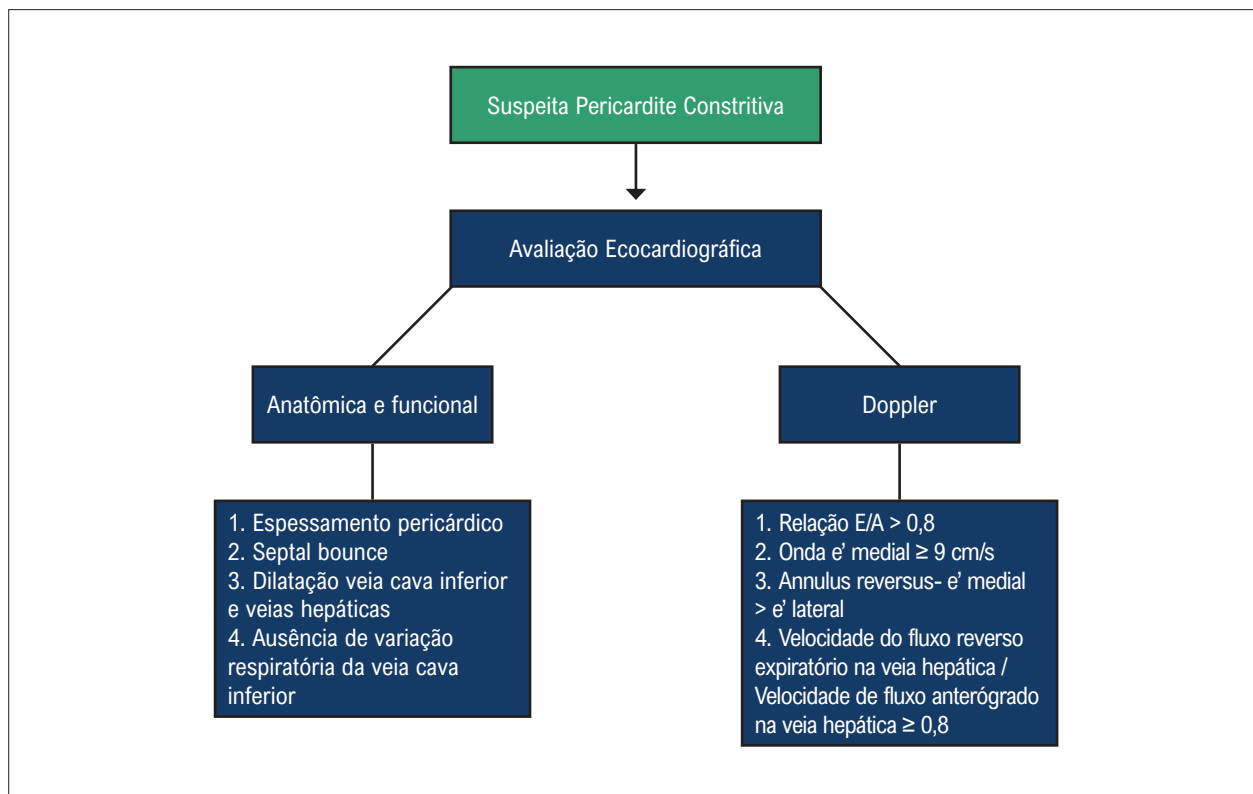 Suspeita Pericardite Constritiva
Avaliação Ecocardiográfica
Anatômica e funcional
Doppler
1. Espessamento pericárdico
2. Septal bounce
3. Dilatação veia cava inferior
e veias hepáticas
4. Ausência de variação
respiratória da veia cava
inferior
1. Relação E/A > 0,8
2. Onda e’ medial ≥ 9 cm/s
3. Annulus reversus- e’ medial
> e’ lateral
4. Velocidade do fluxo reverso
expiratório na veia hepática /
Velocidade de fluxo anterógrado
na veia hepática ≥ 0,8